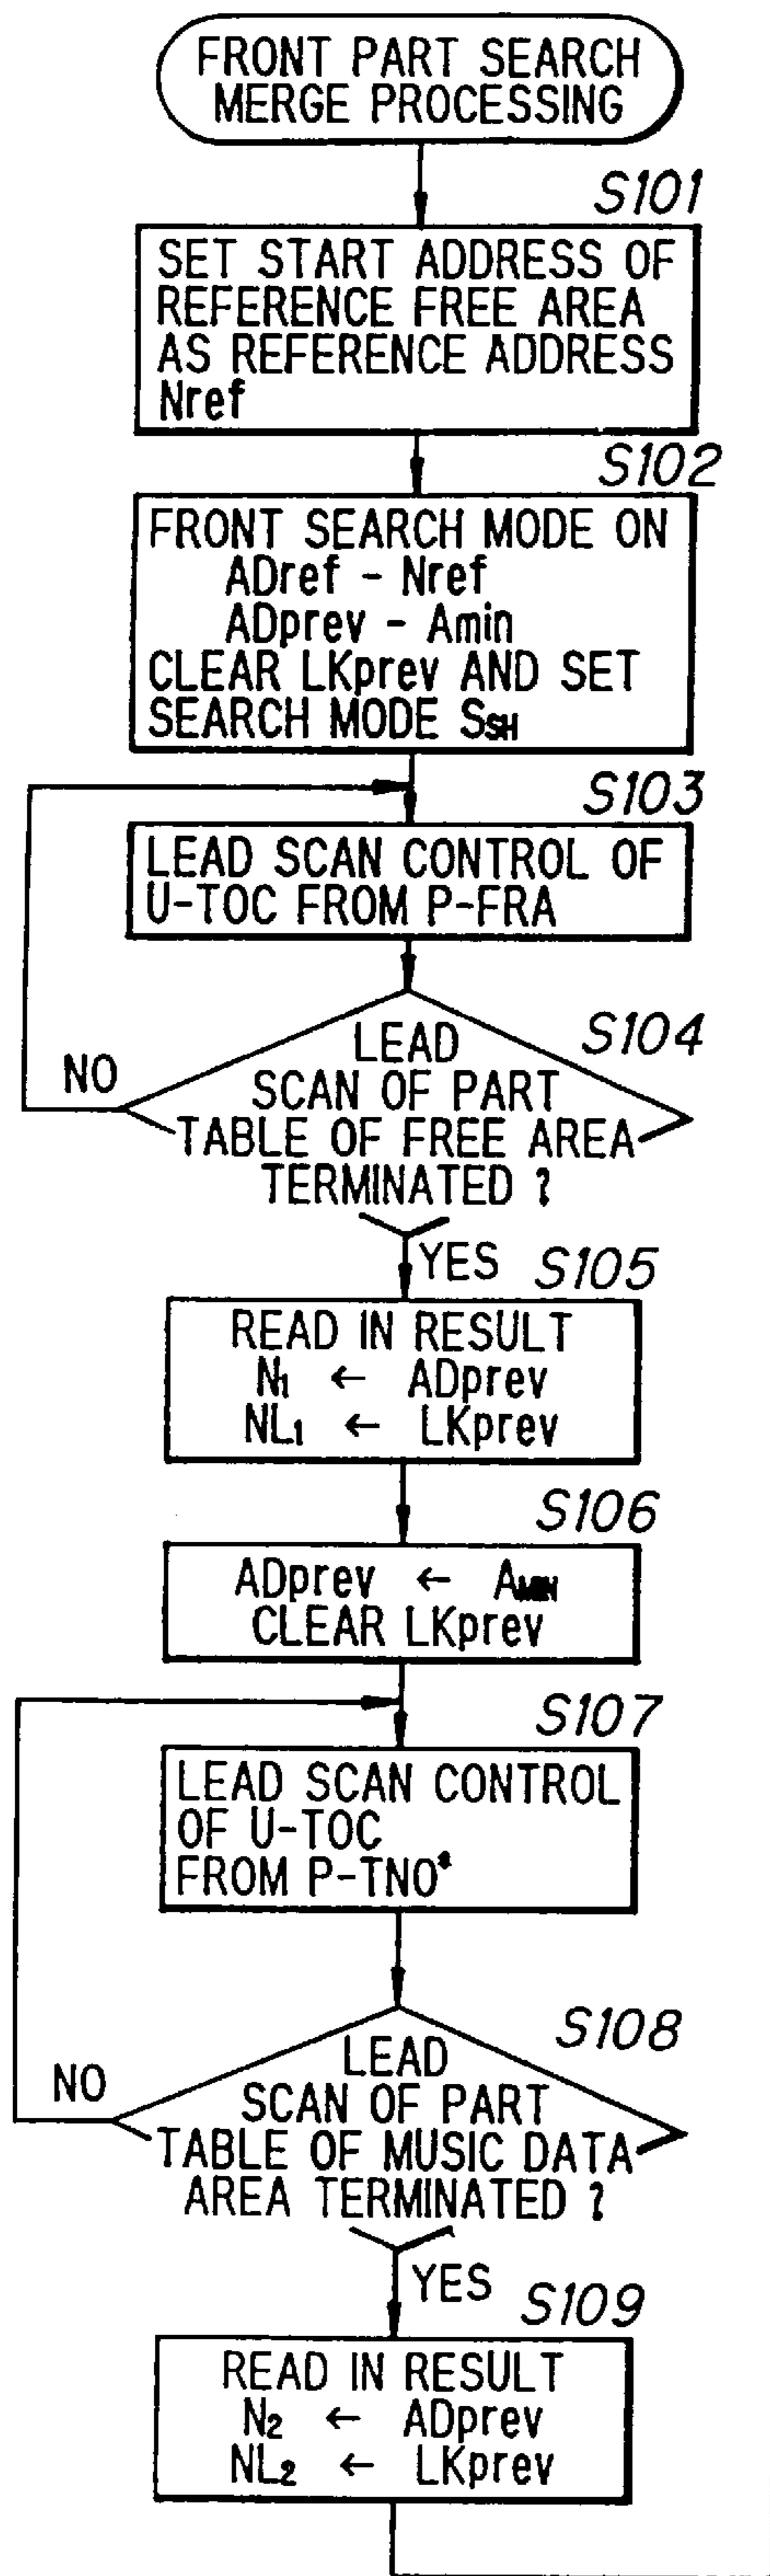 FRONT PART SEARCH
MERGE PROCESSING
S101
SET START ADDRESS OF
REFERENCE FREE AREA
AS REFERENCE ADDRESS
Nref
S102
FRONT SEARCH MODE ON
ADref - Nref
ADprev - Amin
CLEAR LKprev AND SET
SEARCH MODE SSH
S103
LEAD SCAN CONTROL OF
U-TOC FROM P-FRA
S104
LEAD
SCAN OF PART
TABLE OF FREE AREA
TERMINATED ?
NO
YES
S105
READ IN RESULT
N1 ← ADprev
NL1 ← LKprev
S106
ADprev ← AMIN
CLEAR LKprev
S107
LEAD SCAN CONTROL
OF U-TOC
FROM P-TNO*
S108
LEAD
SCAN OF PART
TABLE OF MUSIC DATA
AREA TERMINATED ?
NO
YES
S109
READ IN RESULT
N2 ← ADprev
NL2 ← LKprev